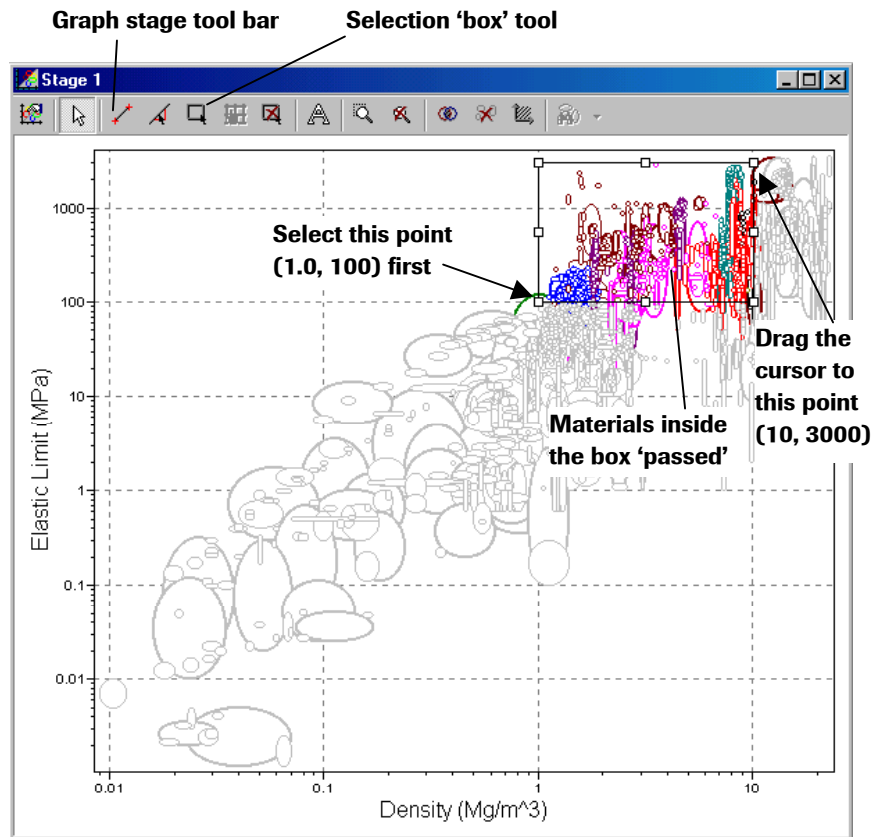 Graph stage tool bar
Selection ‘box’ tool
Stage 1
A
1000
100
10
1
0.1
0.01
Elastic Limit (MPa)
Select this point
(1.0, 100) first
Drag the
cursor to
this point
(10, 3000)
Materials inside
the box ‘passed’
0.01
0.1
1
10
Density (Mg/m^3)